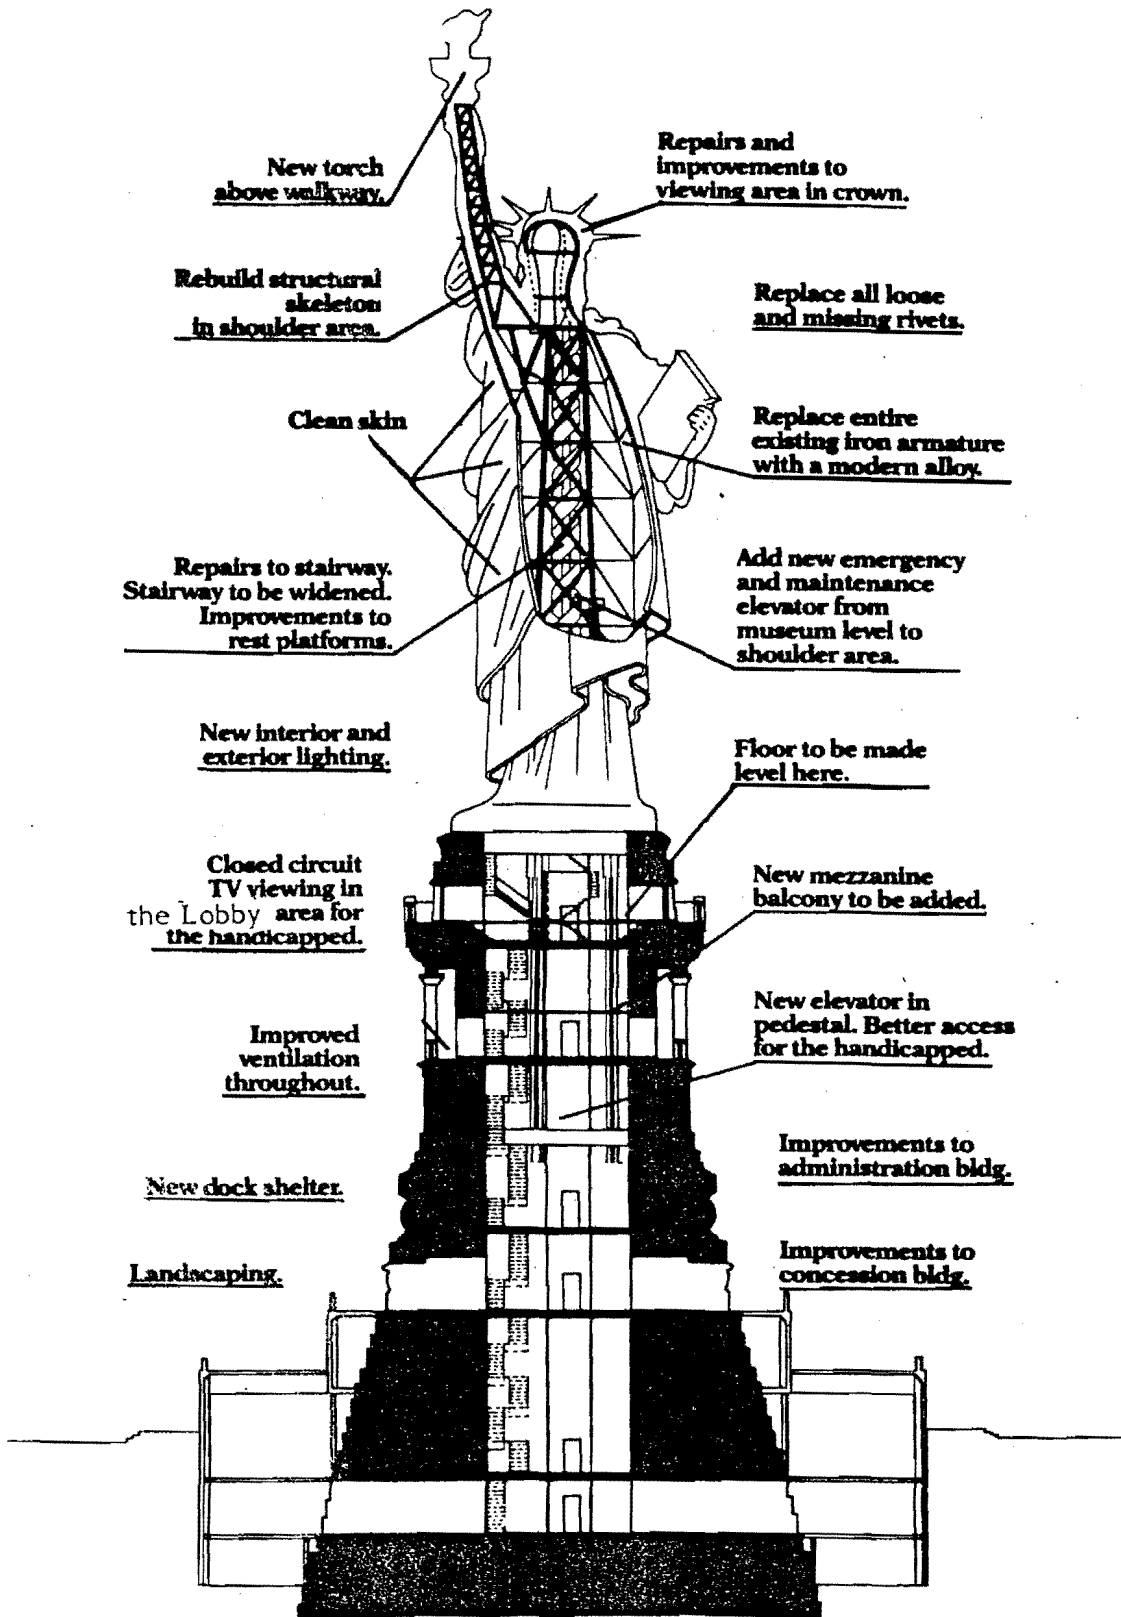 New torch
above walkway.
Repairs and
improvements to
viewing area in crown.
Rebuild structural
skeleton
in shoulder area.
Replace all loose
and missing rivets.
Clean skin
Replace entire
existing iron armature
with a modern alloy.
Repairs to stairway.
Stairway to be widened.
Improvements to
rest platforms.
Add new emergency
and maintenance
elevator from
museum level to
shoulder area.
New interior and
exterior lighting.
Floor to be made
level here.
Closed circuit
TV viewing in
the Lobby area for
the handicapped.
New mezzanine
balcony to be added.
Improved
ventilation
throughout.
New elevator in
pedestal. Better access
for the handicapped.
New dock shelter.
Improvements to
administration bldg.
Landscaping.
Improvements to
concession bldg.